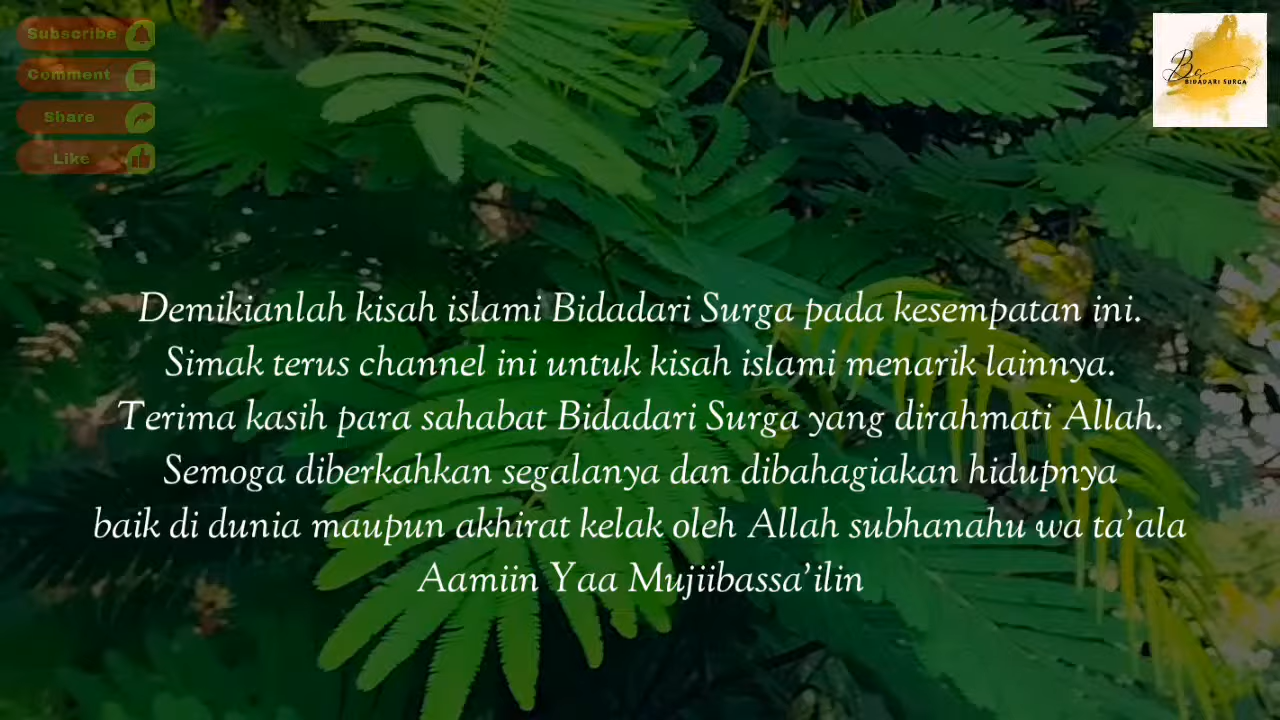 Subscribe
Comment
Share
Like
Bs
BIDADARI SURGA
Demikianlah kisah islami Bidadari Surga pada kesempatan ini.
Simak terus channel ini untuk kisah islami menarik lainnya.
Terima kasih para sahabat Bidadari Surga yang dirahmati Allah.
Semoga diberkahkan segalanya dan dibahagiakan hidupnya
baik di dunia maupun akhirat kelak oleh Allah subhanahu wa ta'ala
Aamiin Yaa Mujiibassa'ilin